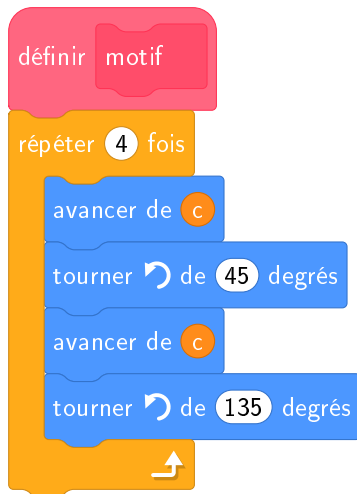 définir motif
répéter 4 fois
avancer de c
tourner de 45 degrés
avancer de c
tourner de 135 degrés